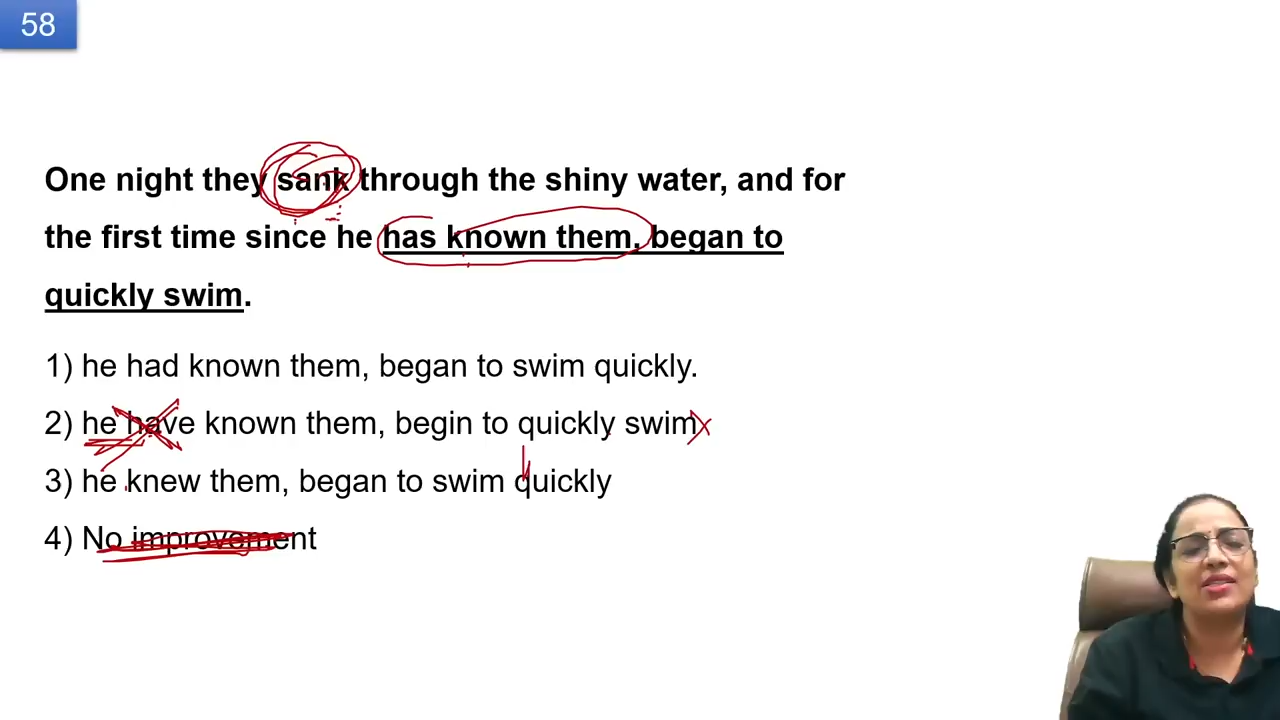 58
One night they sank through the shiny water, and for
the first time since he has known them, began to
quickly swim.
1) he had known them, began to swim quickly.
2) he have known them, begin to quickly swim
3) he knew them, began to swim quickly
4) No improvement